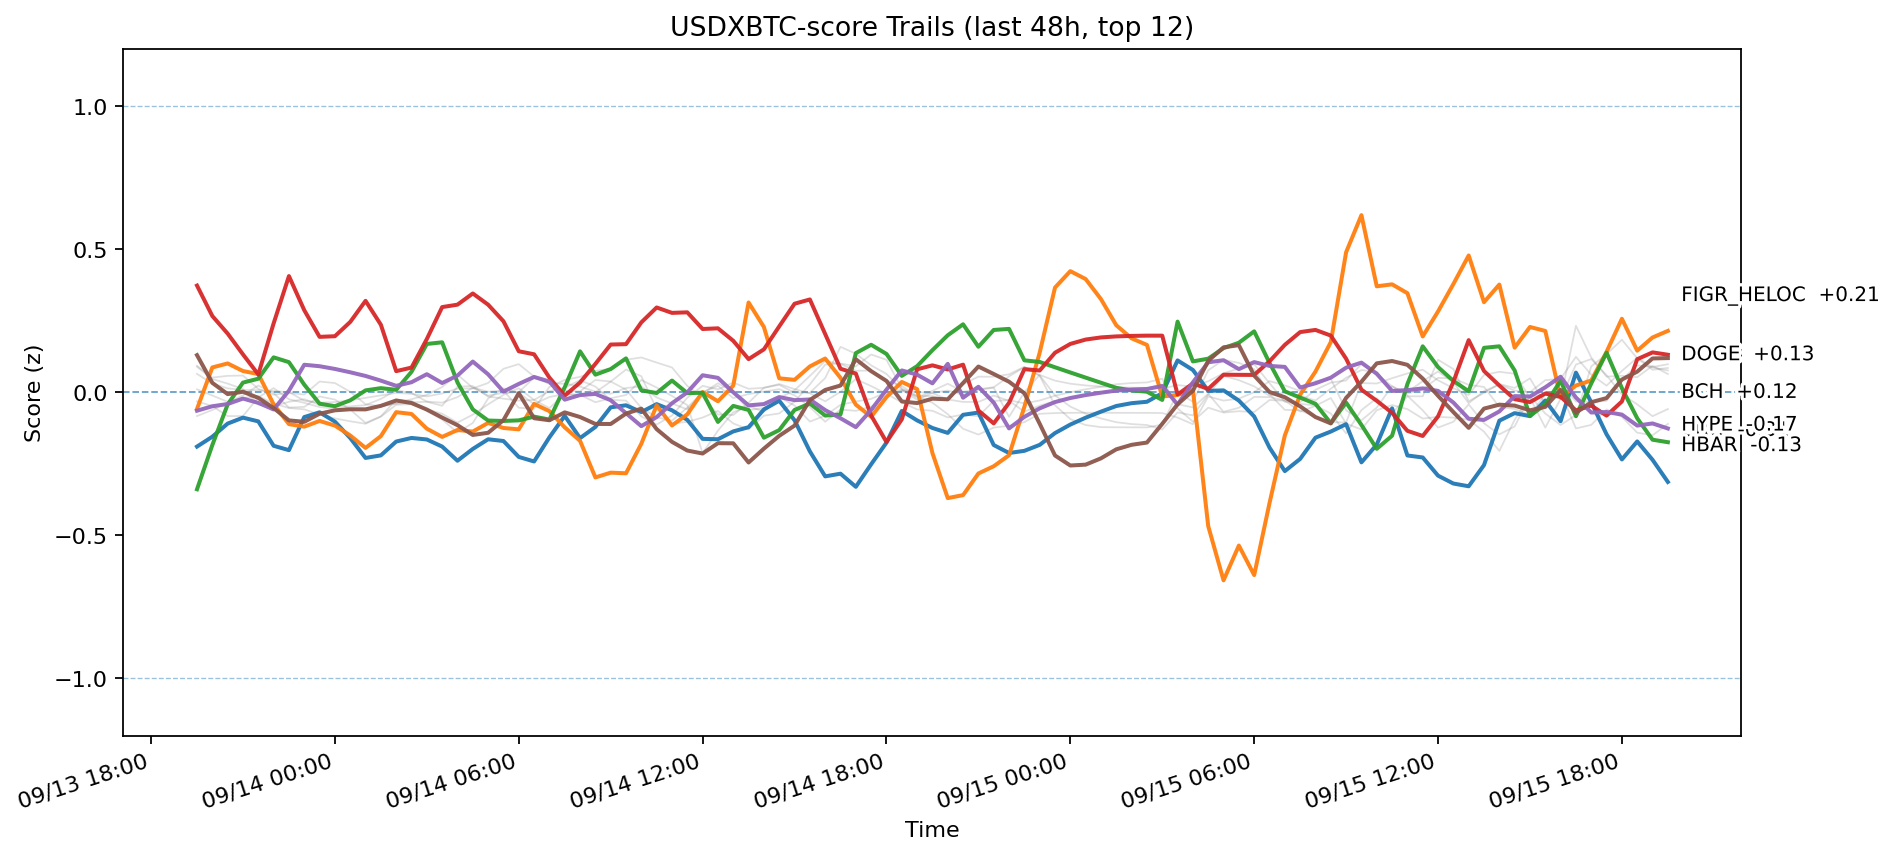 USDXBTC-score Trails (last 48h, top 12)
Score (z)
1.0
0.5
0.0
−0.5
−1.0
FIGR_HELOC +0.21
DOGE +0.13
BCH +0.12
HYPE -0.17
HBAR -0.13
09/13 18:00
09/14 00:00
09/14 06:00
09/14 12:00
09/14 18:00
09/15 00:00
09/15 06:00
09/15 12:00
09/15 18:00
Time